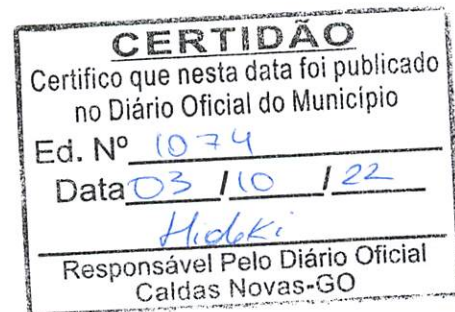 CERTIDÃO
Certifico que nesta data foi publicado
no Diário Oficial do Município
Ed. Nº 1074
Data 03 / 10 / 22
Hideki
Responsável Pelo Diário Oficial
Caldas Novas-GO